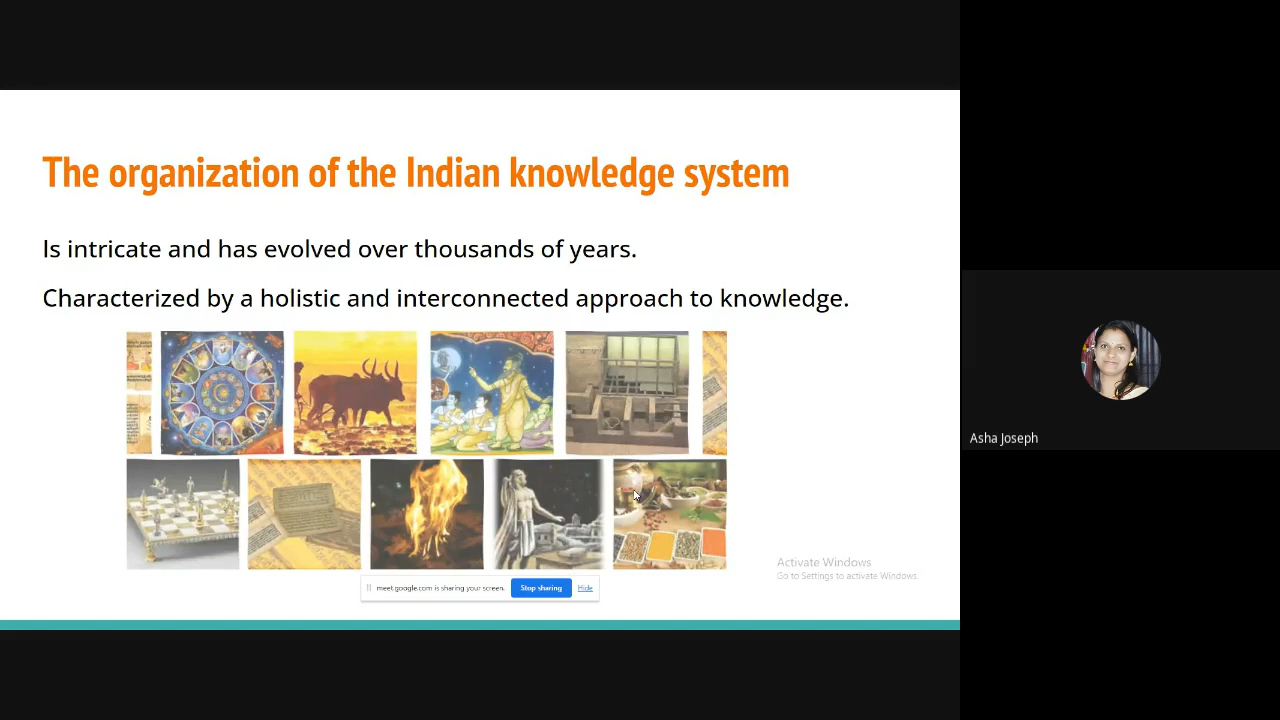 The organization of the Indian knowledge system
Is intricate and has evolved over thousands of years.
Characterized by a holistic and interconnected approach to knowledge.
Asha Joseph
Activate Windows
Go to Settings to activate Windows.
meet.google.com is sharing your screen.
Stop sharing
Hide